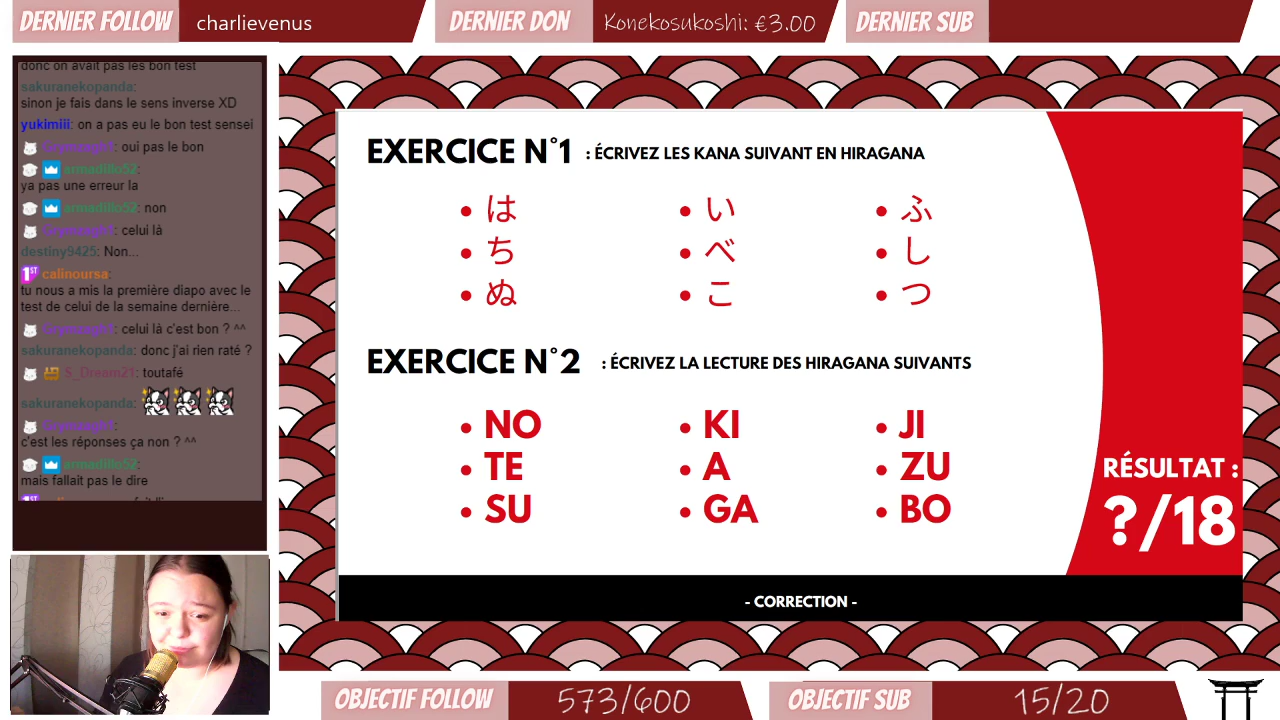 DERNIER FOLLOW charlievenus DERNIER DON Konekosukoshi: €3.00 DERNIER SUB
donc on avait pas les bon test
sakuranekopanda:
sinon je fais dans le sens inverse XD
yukimiii: on a pas eu le bon test sensei
oui pas le bon
armadillo52:
ya pas une erreur la
armadillo52: non
celui là
destiny9425: Non...
1ST calinoursa:
tu nous a mis la première diapo avec le
test de celui de la semaine dernière...
celui là c'est bon ? ^^
sakuranekopanda: donc j'ai rien raté ?
S_Dream21: toutafé
sakuranekopanda:
c'est les réponses ça non ? ^^
armadillo52:
mais fallait pas le dire
EXERCICE N°1 : ÉCRIVEZ LES KANA SUIVANT EN HIRAGANA
• は • い • ふ
• ち • べ • し
• ぬ • こ • つ
EXERCICE N°2 : ÉCRIVEZ LA LECTURE DES HIRAGANA SUIVANTS
• NO • KI • JI
• TE • A • ZU
• SU • GA • BO
RÉSULTAT :
?/18
- CORRECTION -
OBJECTIF FOLLOW 573/600 OBJECTIF SUB 15/20